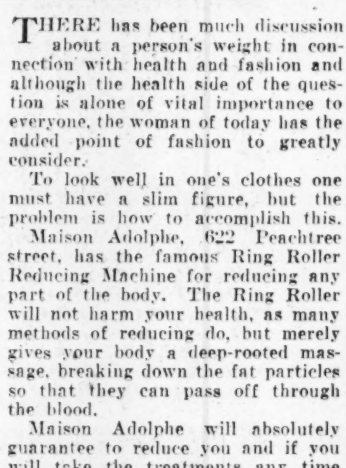 THERE has been much discussion
about a person's weight in con-
nection with health and fashion and
although the health side of the ques-
tion is alone of vital importance to
everyone, the woman of today has the
added point of fashion to greatly
consider.
To look well in one's clothes one
must have a slim figure, but the
problem is how to accomplish this.
Maison Adolphe, 622 Peachtree
street, has the famous Ring Roller
Reducing Machine for reducing any
part of the body. The Ring Roller
will not harm your health, as many
methods of reducing do, but merely
gives your body a deep-rooted mas-
sage, breaking down the fat particles
so that they can pass off through
the blood.
Maison Adolphe will absolutely
guarantee to reduce you and if you
will take the treatments any time